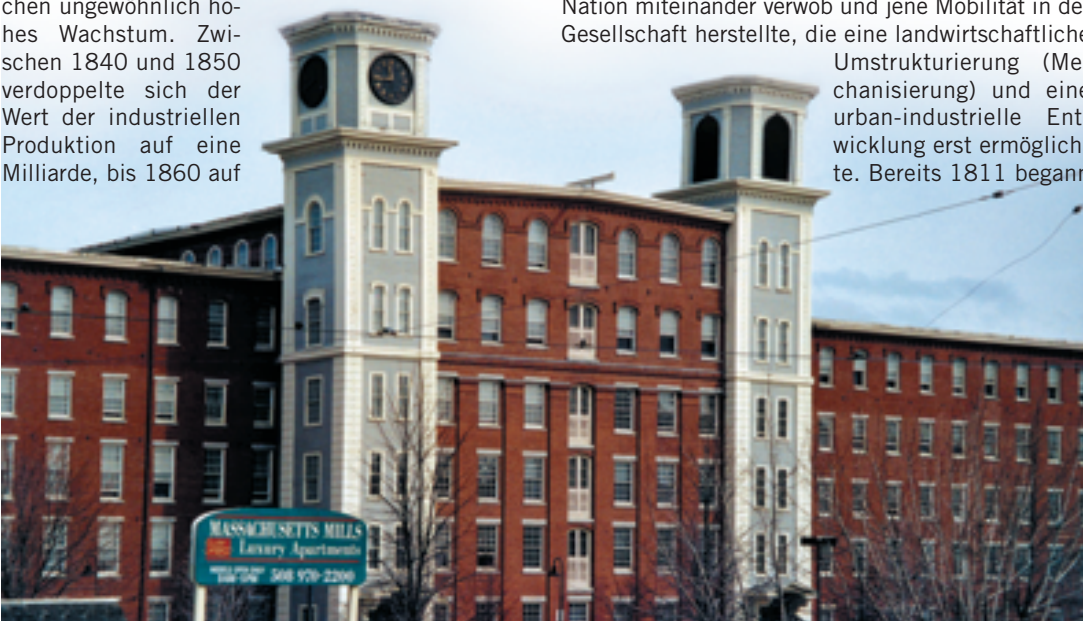 chen ungewöhnlich ho-
hes Wachstum. Zwi-
schen 1840 und 1850
verdoppelte sich der
Wert der industriellen
Produktion auf eine
Milliarde, bis 1860 auf
Nation miteinander verwob und jene Mobilität in de
Gesellschaft herstellte, die eine landwirtschaftliche
Umstrukturierung (Me
chanisierung) und eine
urban-industrielle Ent
wicklung erst ermöglich
te. Bereits 1811 begann
MASSACHUSETTS MILLS
Luxury Apartments
508 970-2200